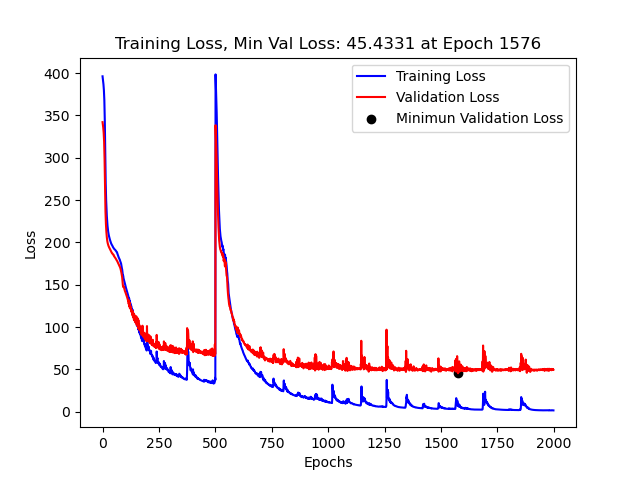 Training Loss, Min Val Loss: 45.4331 at Epoch 1576
Training Loss
Validation Loss
Minimun Validation Loss
Loss
400
350
300
250
200
150
100
50
0
0 250 500 750 1000 1250 1500 1750 2000
Epochs